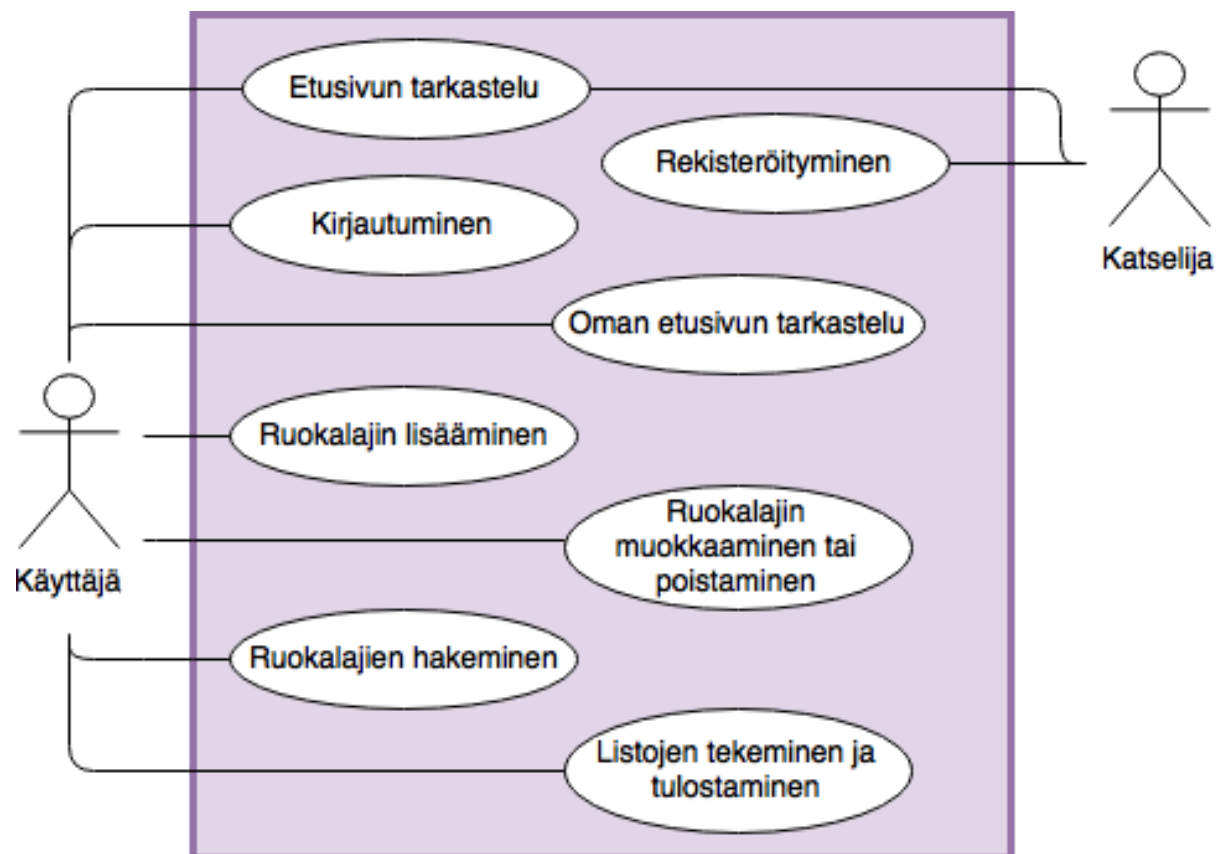 Etusivun tarkastelu
Rekisteröityminen
Kirjautuminen
Katselija
Oman etusivun tarkastelu
Ruokalajin lisääminen
Ruokalajin
muokkaaminen tai
poistaminen
Käyttäjä
Ruokalajien hakeminen
Listojen tekeminen ja
tulostaminen